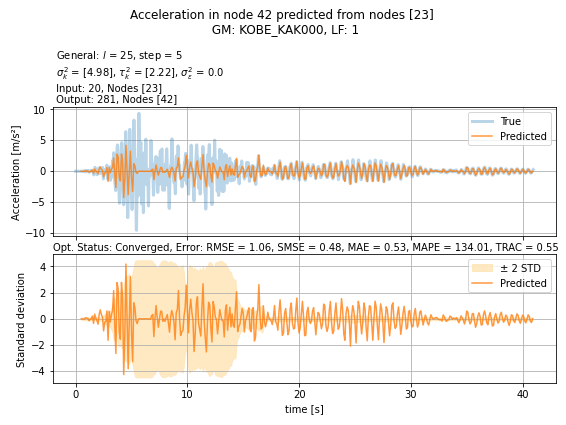 Acceleration in node 42 predicted from nodes [23]
GM: KOBE_KAK000, LF: 1
General: l = 25, step = 5
σ²ₖ = [4.98], τ²ₖ = [2.22], σ²ε = 0.0
Input: 20, Nodes [23]
Output: 281, Nodes [42]
Acceleration [m/s²]
10
5
0
−5
−10
True
Predicted
Opt. Status: Converged, Error: RMSE = 1.06, SMSE = 0.48, MAE = 0.53, MAPE = 134.01, TRAC = 0.55
Standard deviation
4
2
0
−2
−4
± 2 STD
Predicted
0
10
20
30
40
time [s]